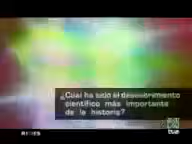 ¿Cuál ha sido el descubrimiento
científico más importante
de la historia?